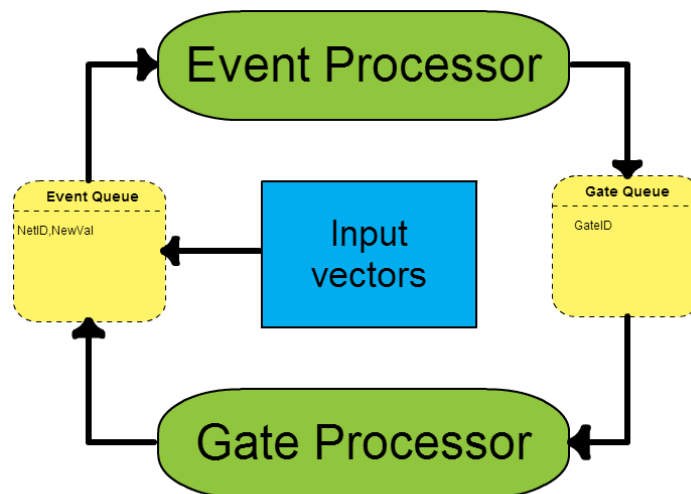 Event Processor
Event Queue
NetID,NewVal
Input
vectors
Gate Queue
GateID
Gate Processor